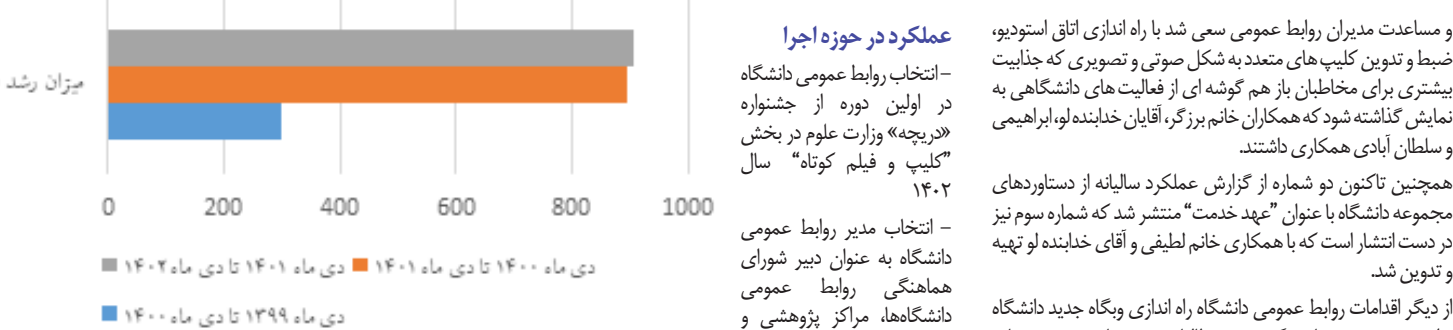 و مساعدت مدیران روابط عمومی سعی شد با راه اندازی اتاق استودیو،
ضبط و تدوین کلیپ های متعدد به شکل صوتی و تصویری که جذابیت
بیشتری برای مخاطبان باز هم گوشه ای از فعالیت های دانشگاهی به
نمایش گذاشته شود که همکاران خانم برزگر، آقایان خدابنده لو، ابراهیمی
و سلطان آبادی همکاری داشتند.
همچنین تاکنون دو شماره از گزارش عملکرد سالیانه از دستاوردهای
مجموعه دانشگاه با عنوان "عهد خدمت" منتشر شد که شماره سوم نیز
در دست انتشار است که با همکاری خانم لطیفی و آقای خدابنده لو تهیه
و تدوین شد.
از دیگر اقدامات روابط عمومی دانشگاه راه اندازی وبگاه جدید دانشگاه
عملکرد در حوزه اجرا
- انتخاب روابط عمومی دانشگاه
در اولین دوره از جشنواره
«دریچه» وزارت علوم در بخش
"کلیپ و فیلم کوتاه" سال
۱۴۰۲
- انتخاب مدیر روابط عمومی
دانشگاه به عنوان دبیر شورای
هماهنگی روابط عمومی
دانشگاه‌ها، مراکز پژوهشی و
میزان رشد
0 200 400 600 800 1000
دی ماه ۱۴۰۱ تا دی ماه ۱۴۰۲ دی ماه ۱۴۰۰ تا دی ماه ۱۴۰۱
دی ماه ۱۳۹۹ تا دی ماه ۱۴۰۰